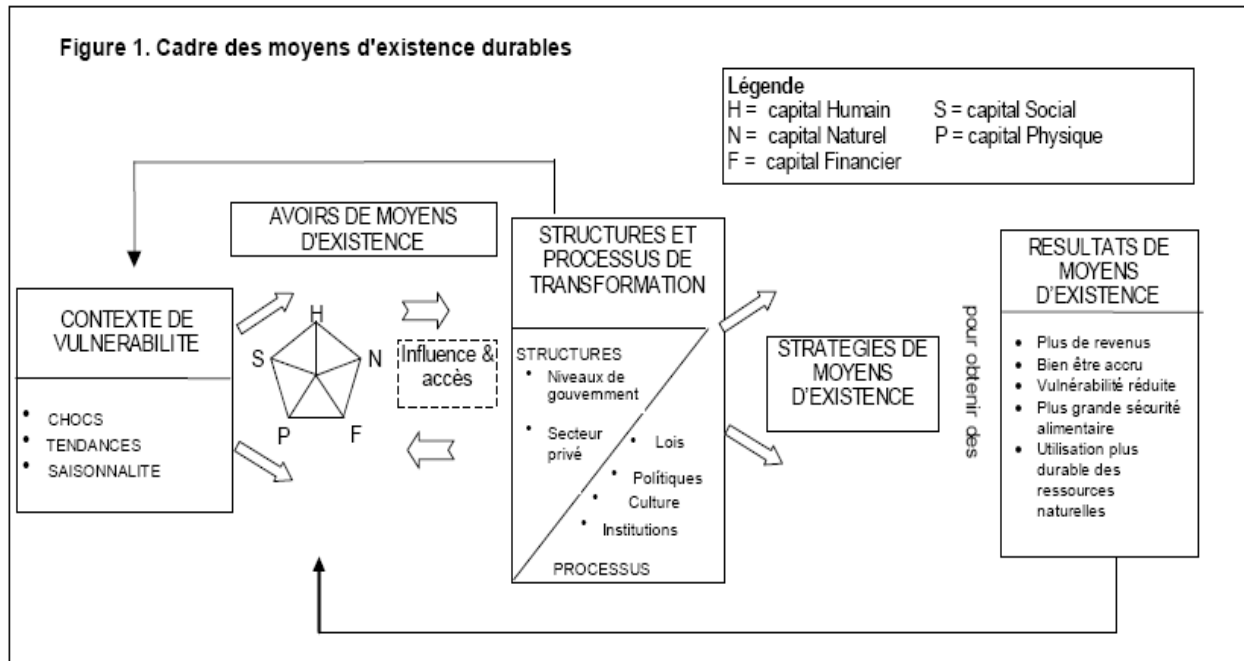 Figure 1. Cadre des moyens d'existence durables
Légende
H = capital Humain S = capital Social
N = capital Naturel P = capital Physique
F = capital Financier
AVOIRS DE MOYENS
D'EXISTENCE
STRUCTURES ET
PROCESSUS DE
TRANSFORMATION
RESULTATS DE
MOYENS
D'EXISTENCE
CONTEXTE DE
VULNERABILITE
• CHOCS
• TENDANCES
• SAISONNALITE
H
S N
P F
Influence &
accès
STRUCTURES
• Niveaux de
gouvernment
• Secteur
privé
• Lois
• Politiques
• Culture
• Institutions
PROCESSUS
STRATEGIES DE
MOYENS
D'EXISTENCE
pour obtenir des
• Plus de revenus
• Bien être accru
• Vulnérabilité réduite
• Plus grande sécurité
alimentaire
• Utilisation plus
durable des
ressources
naturelles